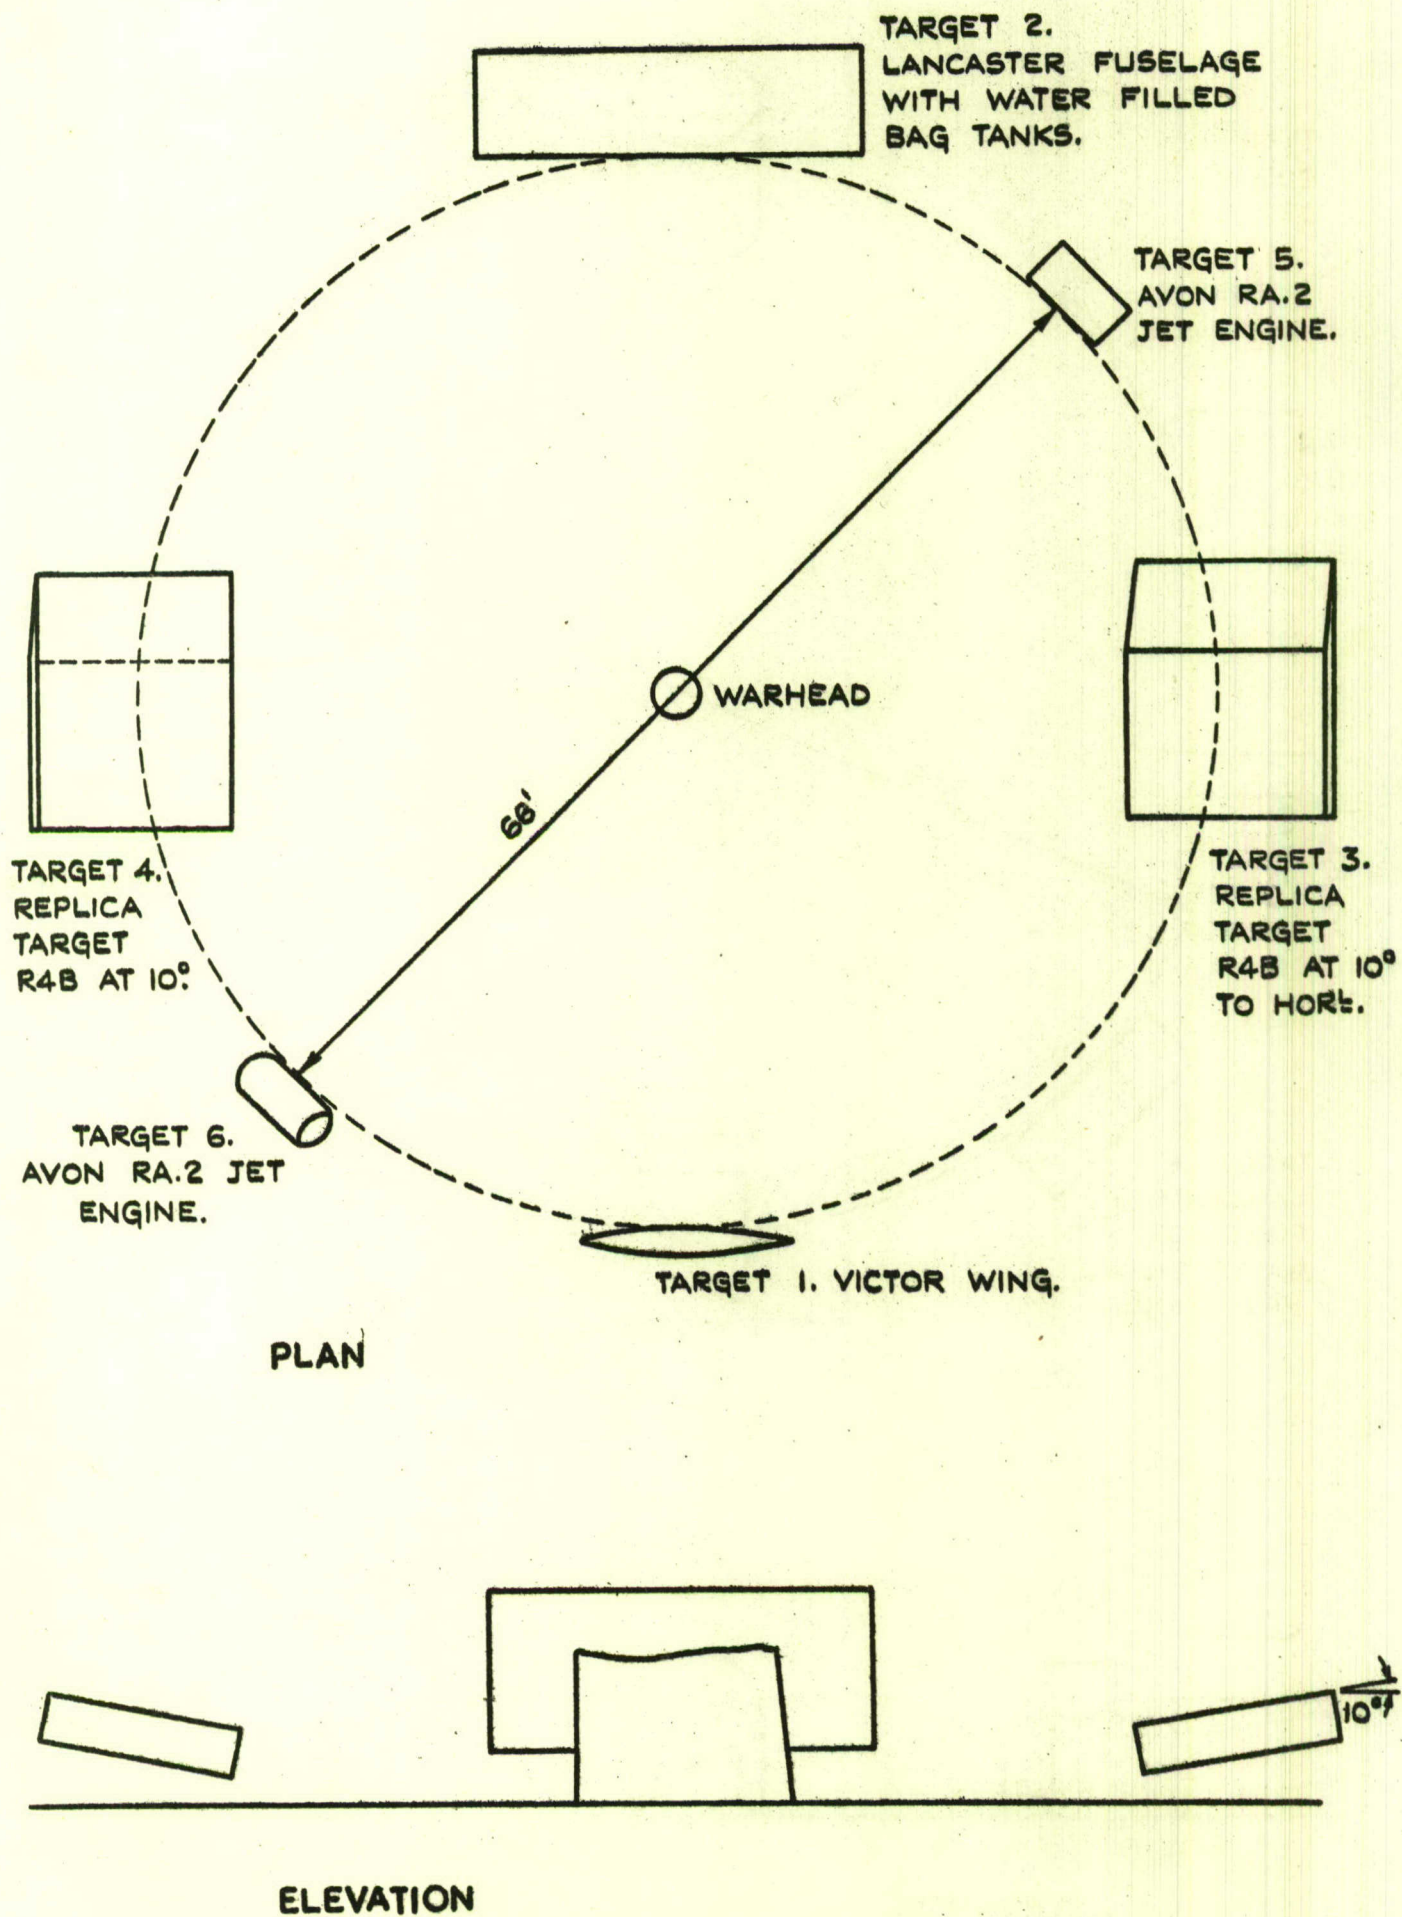 TARGET 2.
LANCASTER FUSELAGE
WITH WATER FILLED
BAG TANKS.
TARGET 5.
AVON RA.2
JET ENGINE.
WARHEAD
66'
TARGET 4.
REPLICA
TARGET
R4B AT 10°.
TARGET 3.
REPLICA
TARGET
R4B AT 10°
TO HORL.
TARGET 6.
AVON RA.2 JET
ENGINE.
TARGET 1. VICTOR WING.
PLAN
10°
ELEVATION